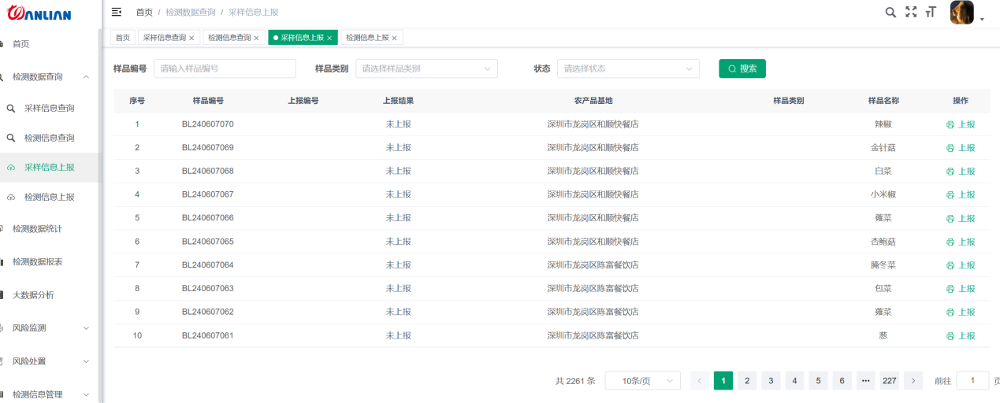 WANLIAN
首页 / 检测数据查询 / 采样信息上报
首页 采样信息查询 × 检测信息查询 × 采样信息上报 × 检测信息上报 ×
首页
检测数据查询
采样信息查询
检测信息查询
采样信息上报
检测信息上报
检测数据统计
检测数据报表
大数据分析
风险监测
风险处置
检测信息管理
样品编号 请输入样品编号 样品类别 请选择样品类别 状态 请选择状态 搜索
序号 样品编号 上报编号 上报结果 农产品基地 样品类别 样品名称 操作
1 BL240607070 未上报 深圳市龙岗区和顺快餐店 辣椒 上报
2 BL240607069 未上报 深圳市龙岗区和顺快餐店 金针菇 上报
3 BL240607068 未上报 深圳市龙岗区和顺快餐店 白菜 上报
4 BL240607067 未上报 深圳市龙岗区和顺快餐店 小米椒 上报
5 BL240607066 未上报 深圳市龙岗区和顺快餐店 蕹菜 上报
6 BL240607065 未上报 深圳市龙岗区和顺快餐店 杏鲍菇 上报
7 BL240607064 未上报 深圳市龙岗区陈富餐饮店 腌冬菜 上报
8 BL240607063 未上报 深圳市龙岗区陈富餐饮店 包菜 上报
9 BL240607062 未上报 深圳市龙岗区陈富餐饮店 蕹菜 上报
10 BL240607061 未上报 深圳市龙岗区陈富餐饮店 葱 上报
共 2261 条 10条/页 < 1 2 3 4 5 6 ••• 227 > 前往 1 页